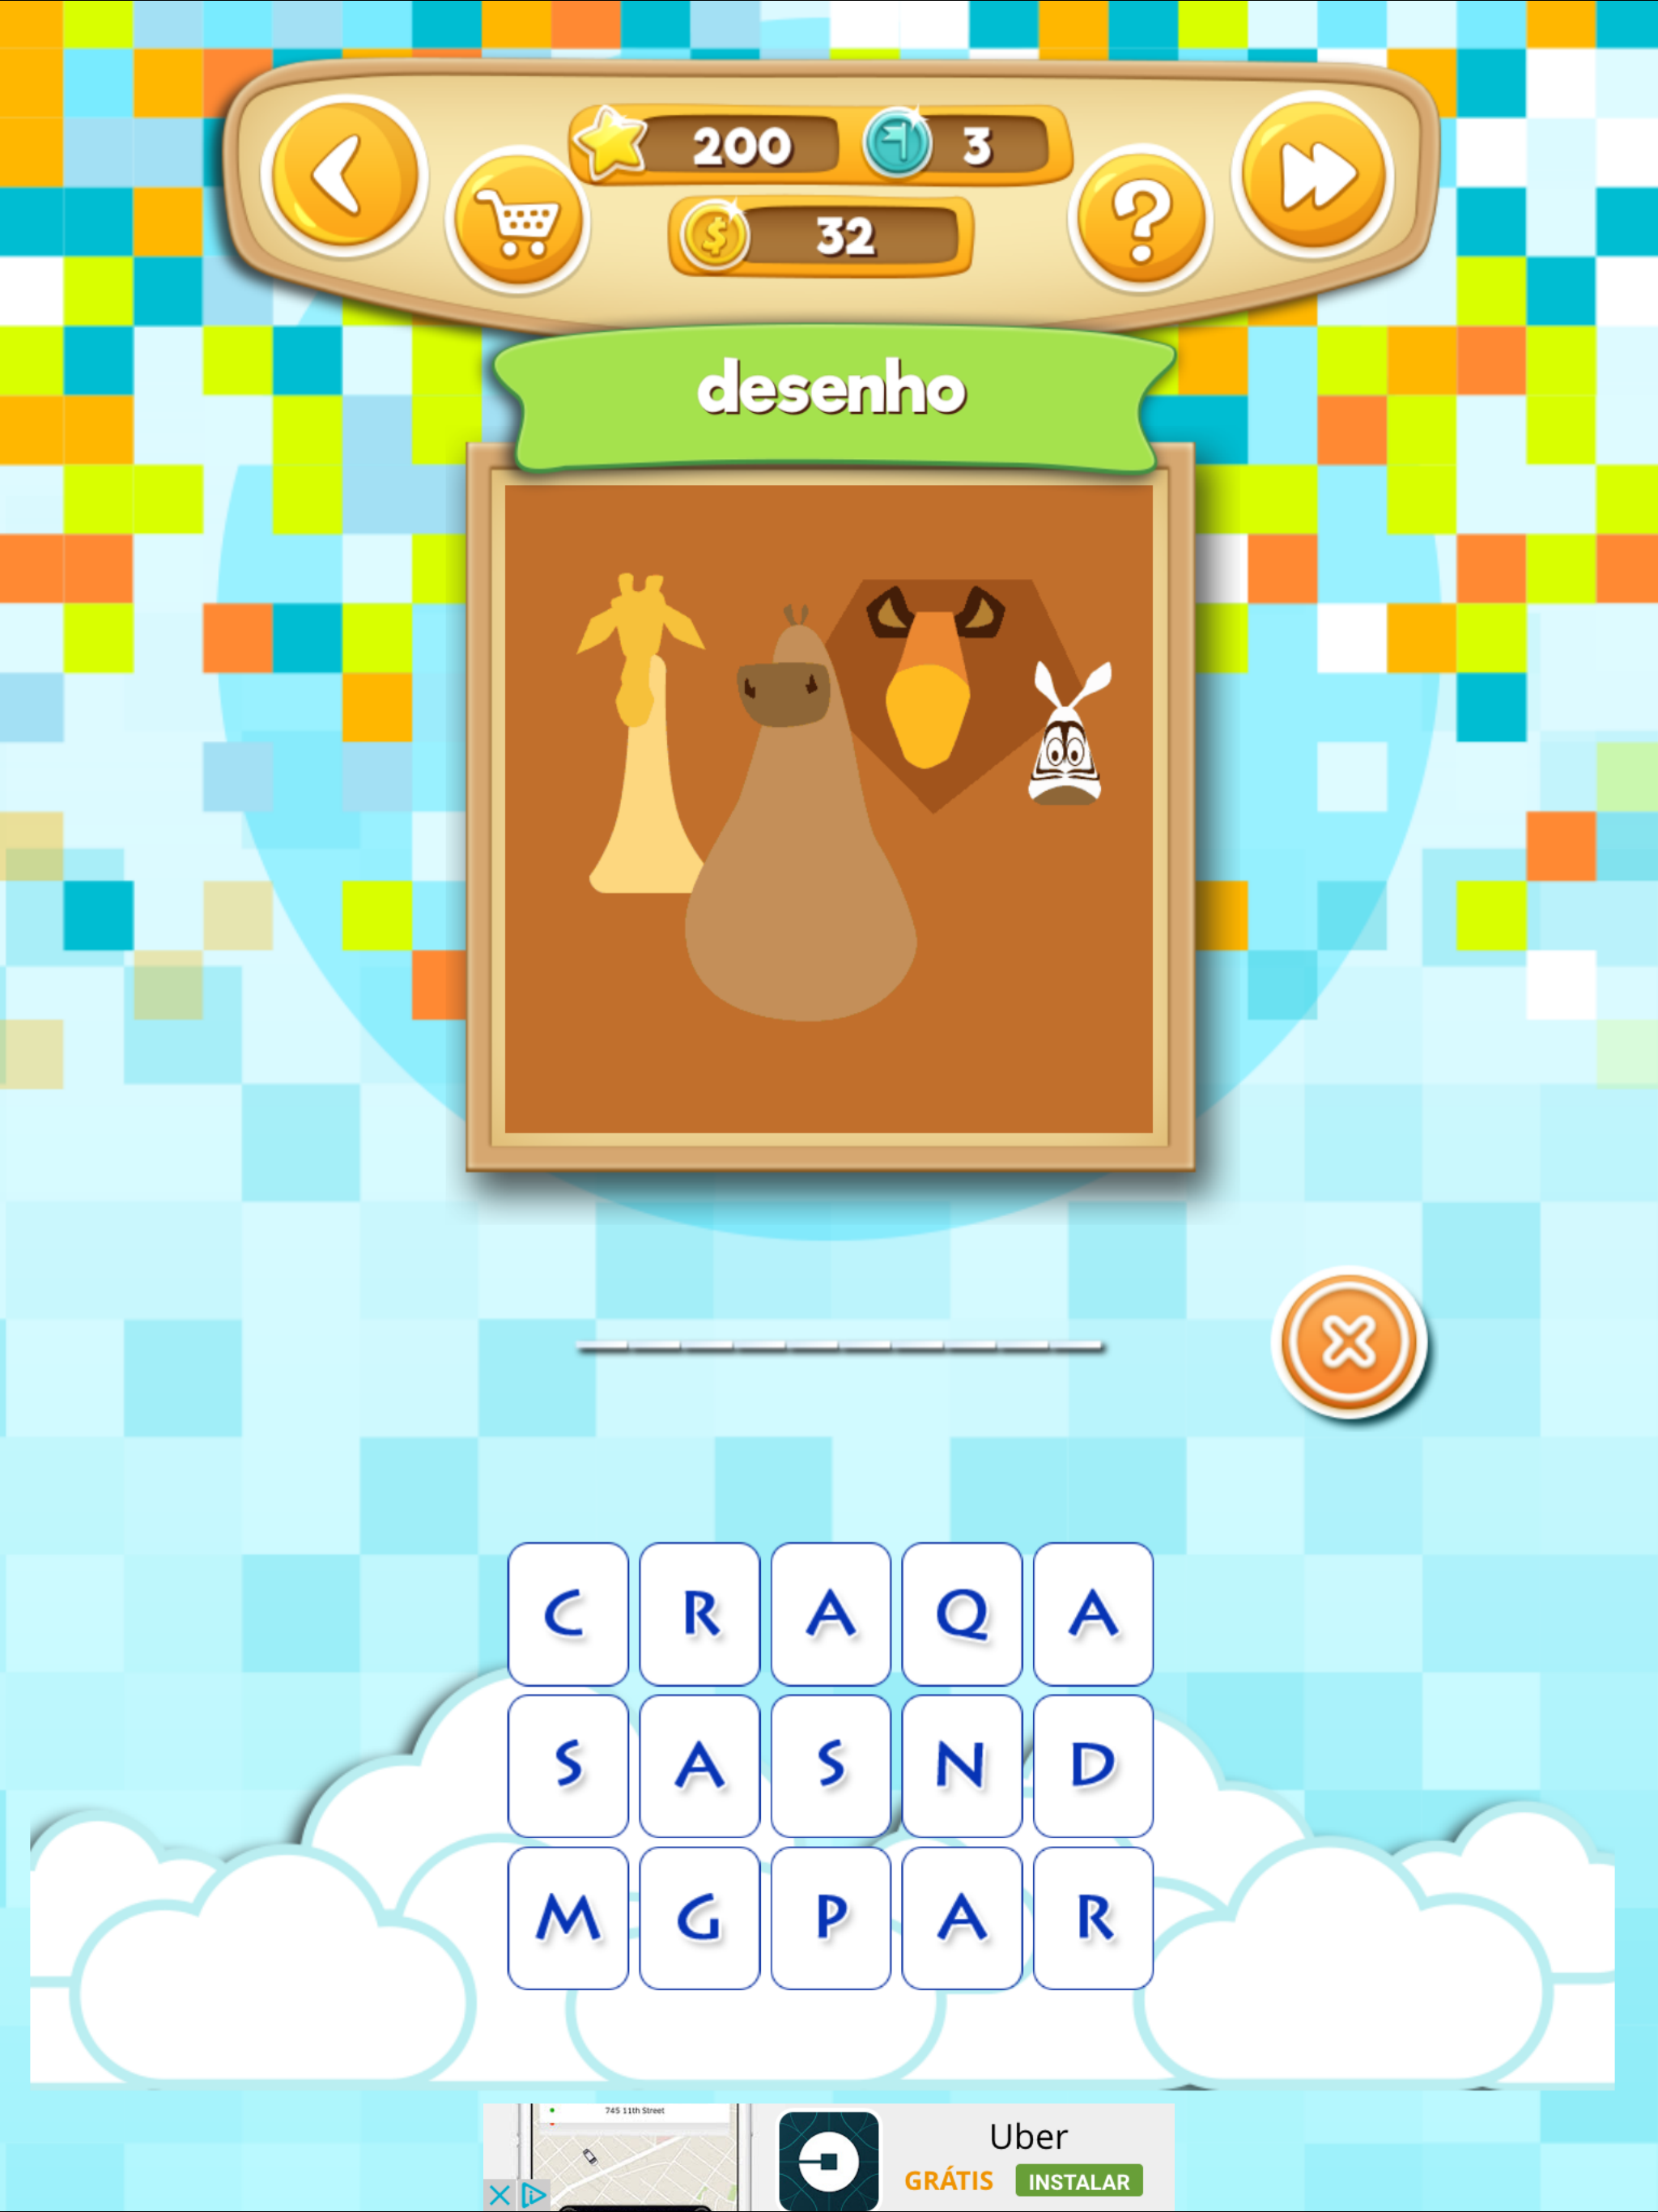 200
3
$
32
?
desenho
C R A Q A
S A S N D
M G P A R
745 11th Street
Uber
GRÁTIS
INSTALAR